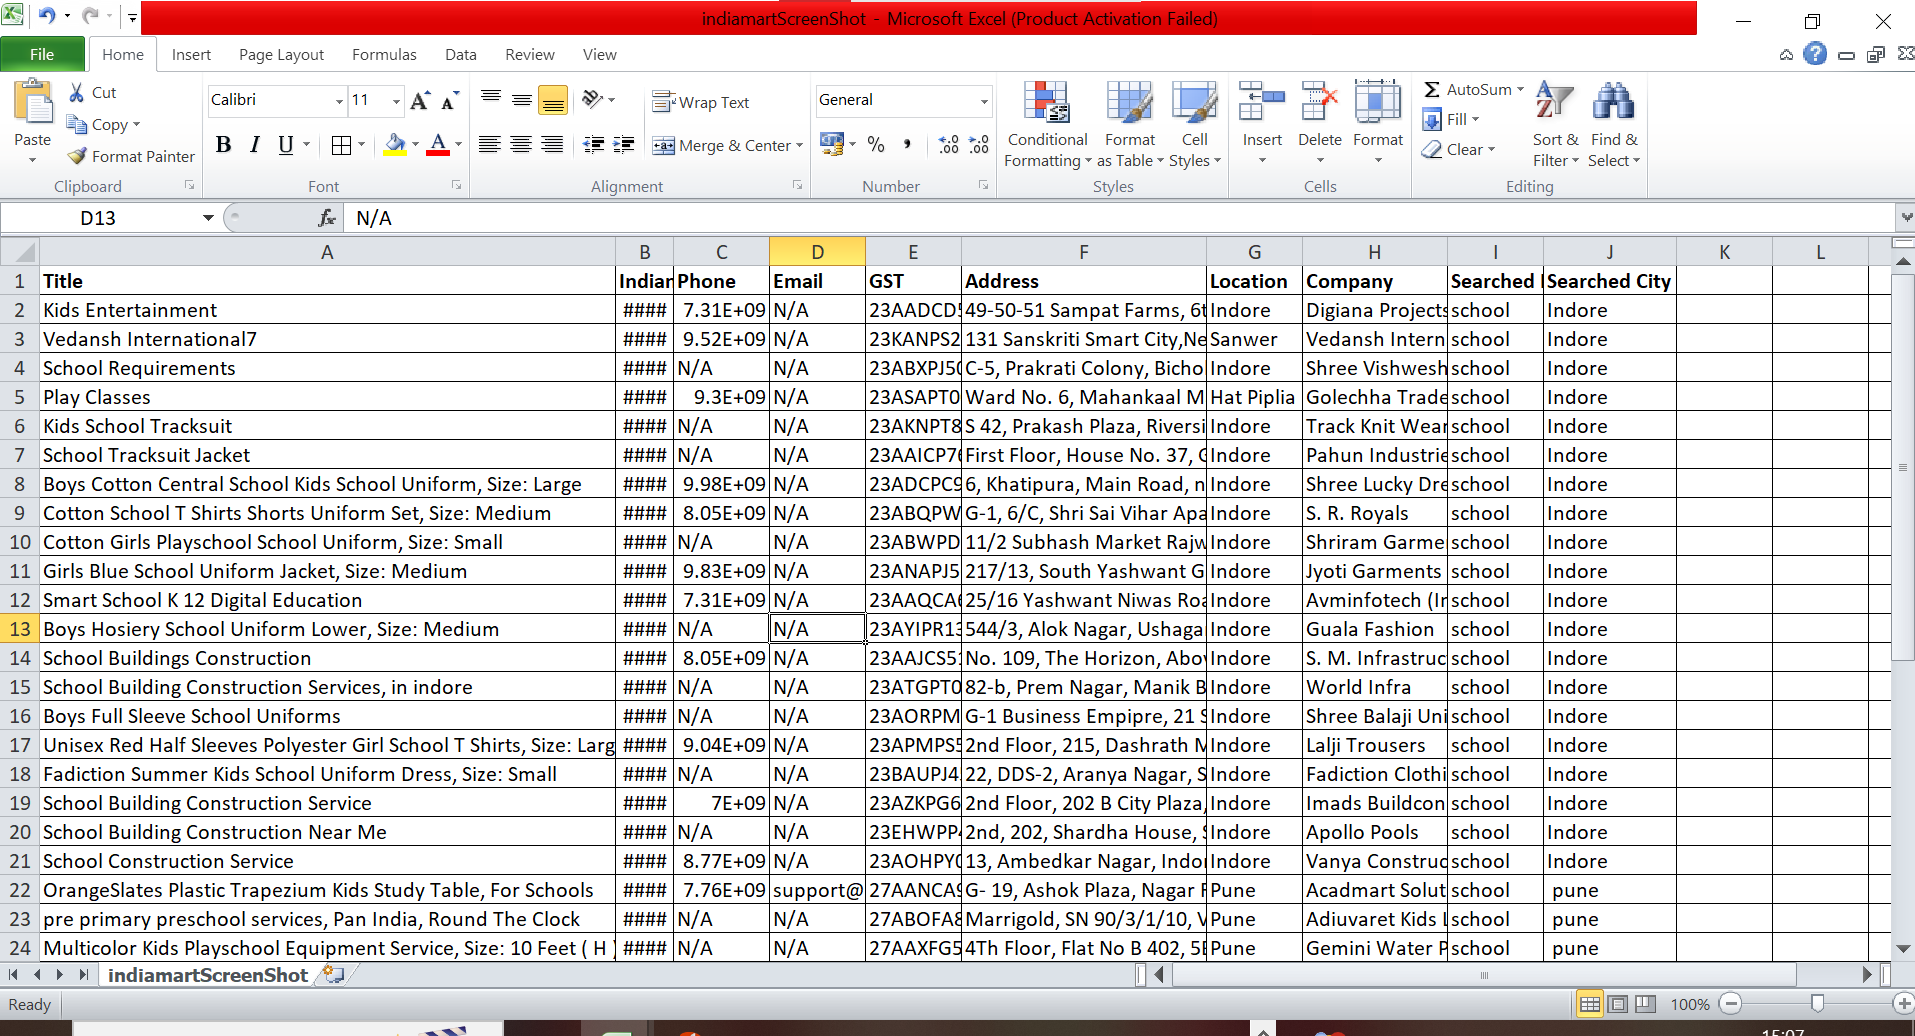 indiamartScreenShot - Microsoft Excel (Product Activation Failed)
File Home Insert Page Layout Formulas Data Review View
Paste Cut Copy Format Painter Clipboard
Calibri 11 B I U Font
Wrap Text Merge & Center Alignment
General % , Number
Conditional Formatting Format as Table Cell Styles Styles
Insert Delete Format Cells
AutoSum Fill Clear Sort & Filter Find & Select Editing
D13 fx N/A
A B C D E F G H I J K L
1 Title Indiar Phone Email GST Address Location Company Searched Searched City
2 Kids Entertainment #### 7.31E+09 N/A 23AADCD5 49-50-51 Sampat Farms, 6t Indore Digiana Projects school Indore
3 Vedansh International7 #### 9.52E+09 N/A 23KANPS2 131 Sanskriti Smart City,Ne Sanwer Vedansh Intern school Indore
4 School Requirements #### N/A N/A 23ABXPJ50 C-5, Prakrati Colony, Bicho Indore Shree Vishwesh school Indore
5 Play Classes #### 9.3E+09 N/A 23ASAPT0 Ward No. 6, Mahankaal M Hat Piplia Golechha Trade school Indore
6 Kids School Tracksuit #### N/A N/A 23AKNPT8 S 42, Prakash Plaza, Riversi Indore Track Knit Wear school Indore
7 School Tracksuit Jacket #### N/A N/A 23AAICP76 First Floor, House No. 37, G Indore Pahun Industrie school Indore
8 Boys Cotton Central School Kids School Uniform, Size: Large #### 9.98E+09 N/A 23ADCPC9 6, Khatipura, Main Road, n Indore Shree Lucky Dre school Indore
9 Cotton School T Shirts Shorts Uniform Set, Size: Medium #### 8.05E+09 N/A 23ABQPW G-1, 6/C, Shri Sai Vihar Apa Indore S. R. Royals school Indore
10 Cotton Girls Playschool School Uniform, Size: Small #### N/A N/A 23ABWPD 11/2 Subhash Market Rajw Indore Shriram Garme school Indore
11 Girls Blue School Uniform Jacket, Size: Medium #### 9.83E+09 N/A 23ANAPJ5 217/13, South Yashwant G Indore Jyoti Garments school Indore
12 Smart School K 12 Digital Education #### 7.31E+09 N/A 23AAQCA6 25/16 Yashwant Niwas Roa Indore Avminfotech (In school Indore
13 Boys Hosiery School Uniform Lower, Size: Medium #### N/A N/A 23AYIPR13 544/3, Alok Nagar, Ushaga Indore Guala Fashion school Indore
14 School Buildings Construction #### 8.05E+09 N/A 23AAJCS51 No. 109, The Horizon, Abov Indore S. M. Infrastruc school Indore
15 School Building Construction Services, in indore #### N/A N/A 23ATGPT0 82-b, Prem Nagar, Manik B Indore World Infra school Indore
16 Boys Full Sleeve School Uniforms #### N/A N/A 23AORPM G-1 Business Empipre, 21 S Indore Shree Balaji Uni school Indore
17 Unisex Red Half Sleeves Polyester Girl School T Shirts, Size: Larg #### 9.04E+09 N/A 23APMPS5 2nd Floor, 215, Dashrath M Indore Lalji Trousers school Indore
18 Fadiction Summer Kids School Uniform Dress, Size: Small #### N/A N/A 23BAUPJ4 22, DDS-2, Aranya Nagar, S Indore Fadiction Clothi school Indore
19 School Building Construction Service #### 7E+09 N/A 23AZKPG6 2nd Floor, 202 B City Plaza, Indore Imads Buildcon school Indore
20 School Building Construction Near Me #### N/A N/A 23EHWPP4 2nd, 202, Shardha House, S Indore Apollo Pools school Indore
21 School Construction Service #### 8.77E+09 N/A 23AOHPY0 13, Ambedkar Nagar, Indo Indore Vanya Construc school Indore
22 OrangeSlates Plastic Trapezium Kids Study Table, For Schools #### 7.76E+09 support@ 27AANCA9 G- 19, Ashok Plaza, Nagar R Pune Acadmart Solut school pune
23 pre primary preschool services, Pan India, Round The Clock #### N/A N/A 27ABOFA8 Marrigold, SN 90/3/1/10, V Pune Adiuvaret Kids L school pune
24 Multicolor Kids Playschool Equipment Service, Size: 10 Feet ( H ) #### N/A N/A 27AAXFG5 4Th Floor, Flat No B 402, 5B Pune Gemini Water P school pune
indiamartScreenShot
Ready 100%
15:07